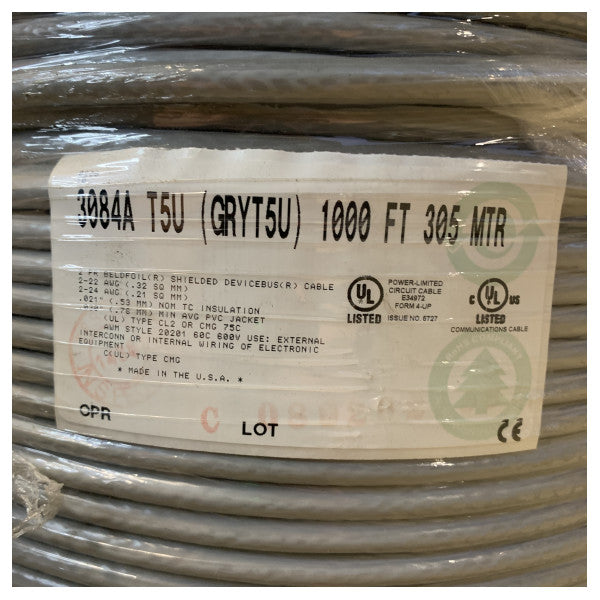 3084A T5U (GRYT5U) 1000 FT 305 MTR
2 PR BELDFOIL(R) SHIELDED DEVICEBUS(R) CABLE
2-22 AWG (.32 SQ MM)
2-24 AWG (.21 SQ MM)
.021" (.53 MM) NOM TC INSULATION
(.76 MM) MIN AVG PVC JACKET
(UL) TYPE CL2 OR CMG 75C
AWM STYLE 20201 60C 600V USE: EXTERNAL
INTERCONN OR INTERNAL WIRING OF ELECTRONIC
EQUIPMENT
C(UL) TYPE CMG
* MADE IN THE U.S.A. *
UL
LISTED
POWER-LIMITED
CIRCUIT CABLE
E34972
FORM 4-UP
ISSUE NO. 6727
C UL US
LISTED
COMMUNICATIONS CABLE
OPR
C
LOT
CE